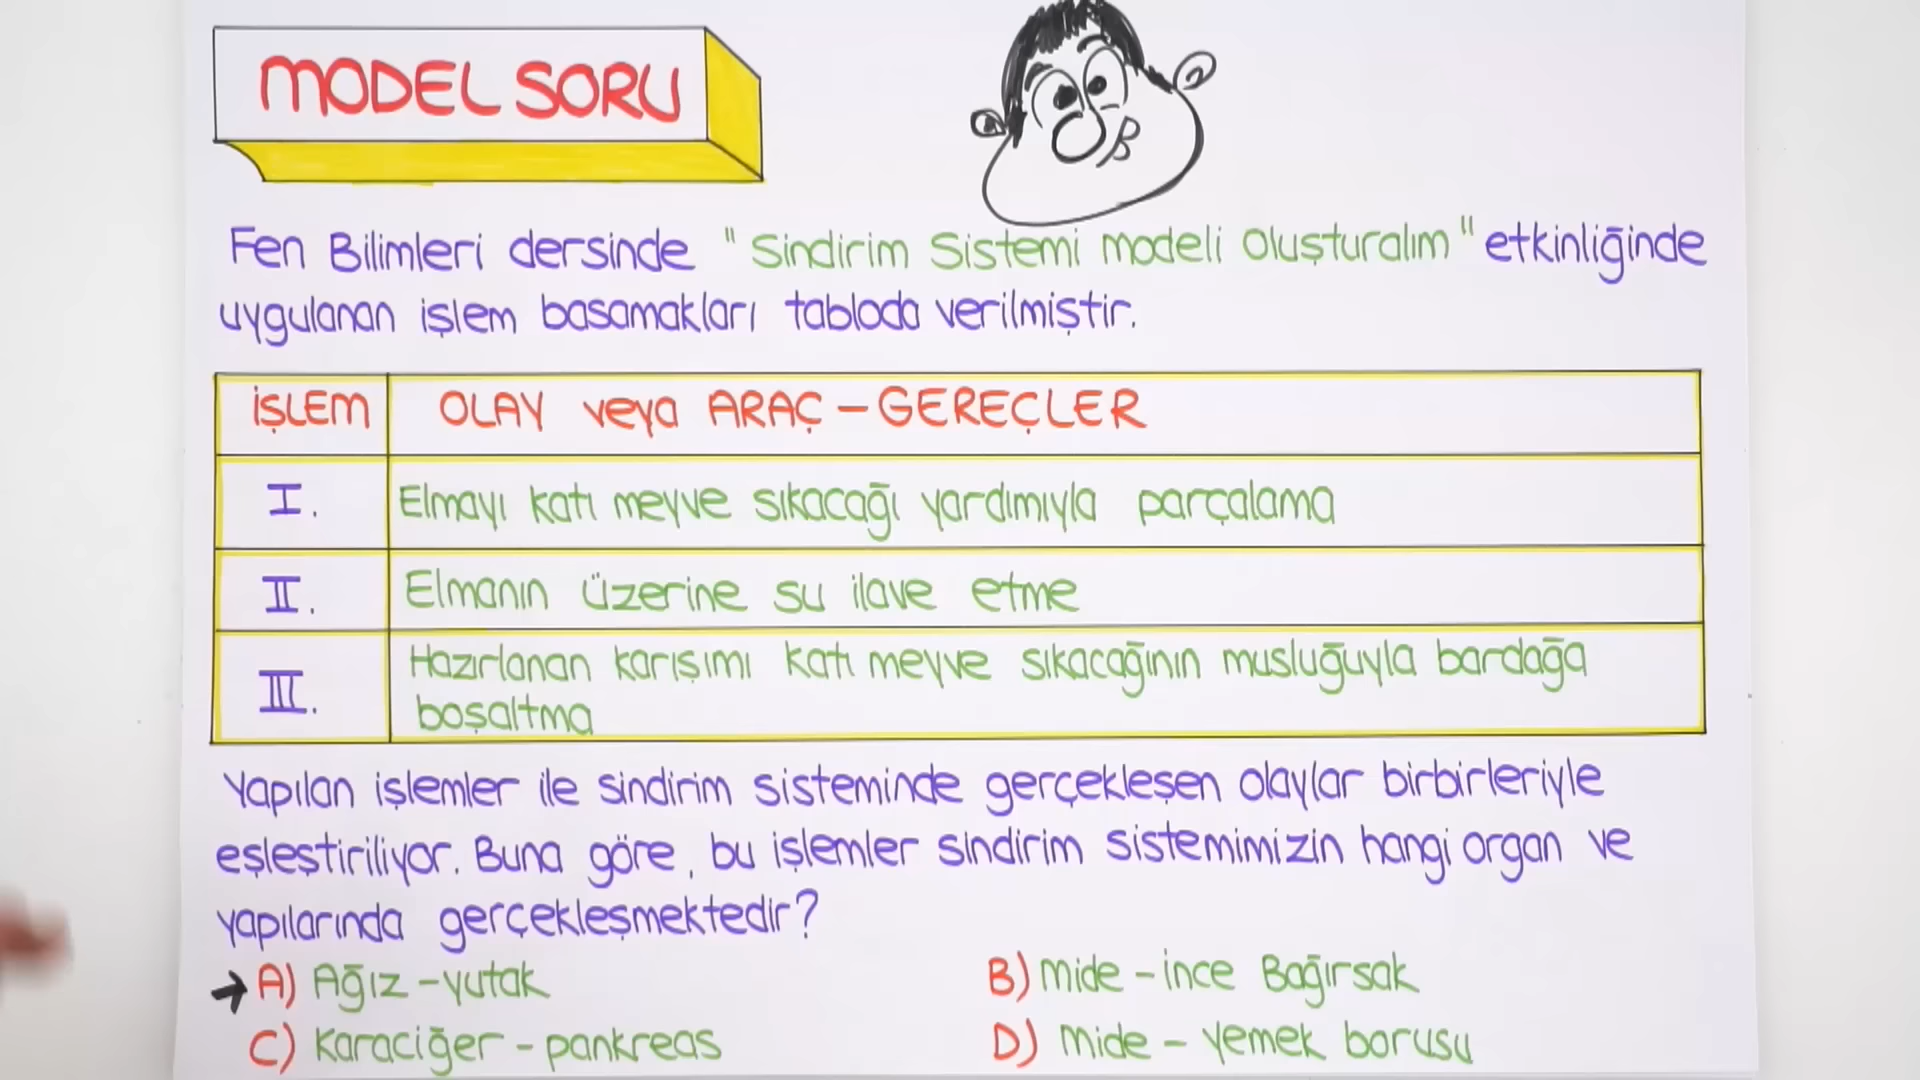 MODEL SORU
Fen Bilimleri dersinde "Sindirim Sistemi modeli Oluşturalım" etkinliğinde
uygulanan işlem basamakları tabloda verilmiştir.
İŞLEM OLAY veya ARAÇ - GEREÇLER
I. Elmayı katı meyve sıkacağı yardımıyla parçalama
II. Elmanın üzerine su ilave etme
III. Hazırlanan karışımı katı meyve sıkacağının musluğuyla bardağa
boşaltma
Yapılan işlemler ile sindirim sisteminde gerçekleşen olaylar birbirleriyle
eşleştiriliyor. Buna göre, bu işlemler sindirim sistemimizin hangi organ ve
yapılarında gerçekleşmektedir?
A) Ağız - yutak B) Mide - ince Bağırsak
C) Karaciğer - pankreas D) Mide - yemek borusu